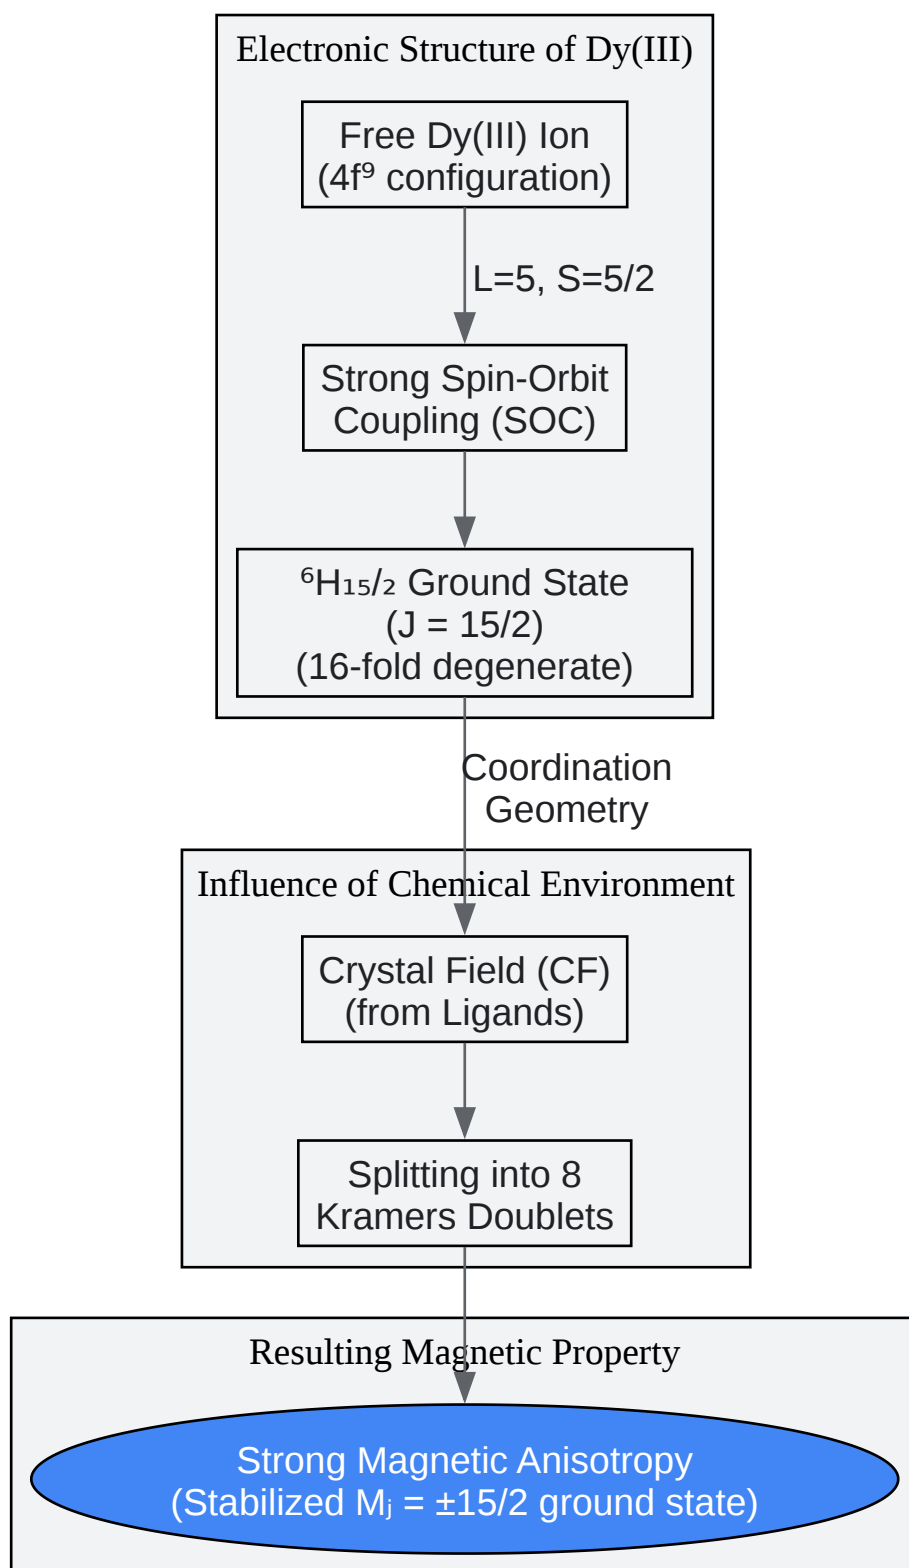 Electronic Structure of Dy(III)
Free Dy(III) Ion
(4f⁹ configuration)
L=5, S=5/2
Strong Spin-Orbit
Coupling (SOC)
⁶H₁₅/₂ Ground State
(J = 15/2)
(16-fold degenerate)
Coordination
Geometry
Influence of Chemical Environment
Crystal Field (CF)
(from Ligands)
Splitting into 8
Kramers Doublets
Resulting Magnetic Property
Strong Magnetic Anisotropy
(Stabilized Mⱼ = ±15/2 ground state)